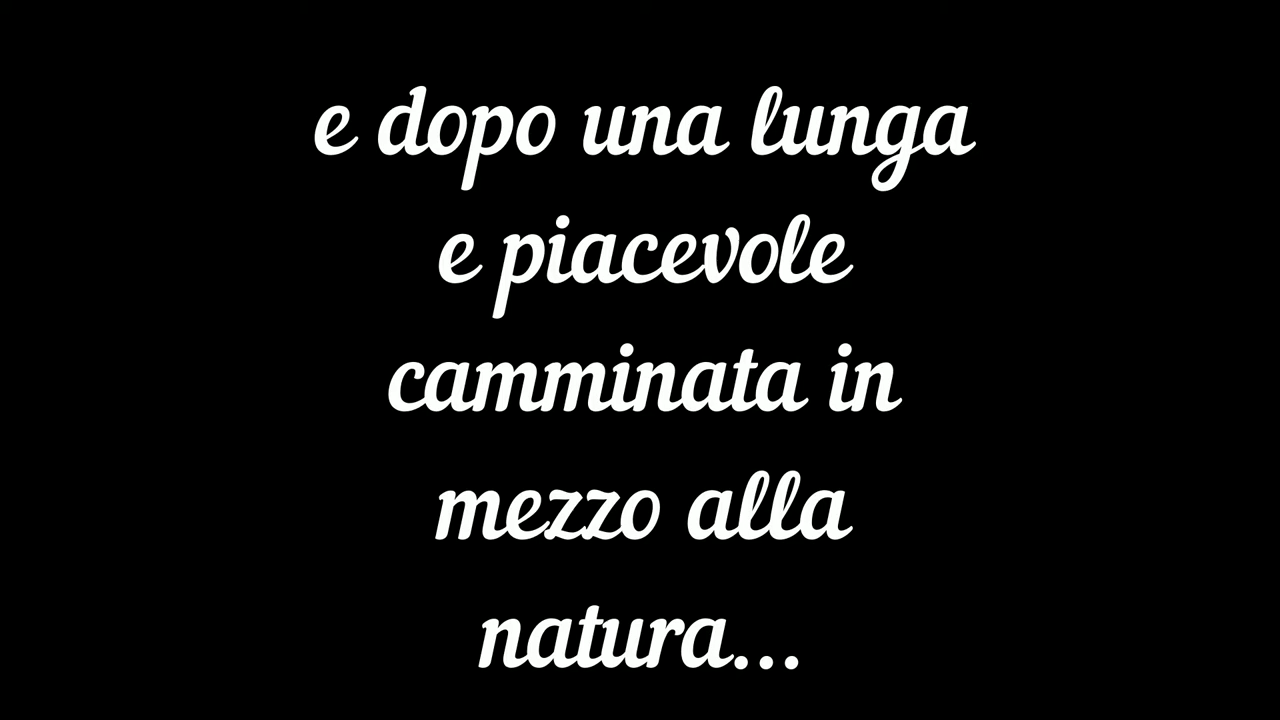 e dopo una lunga
e piacevole
camminata in
mezzo alla
natura...